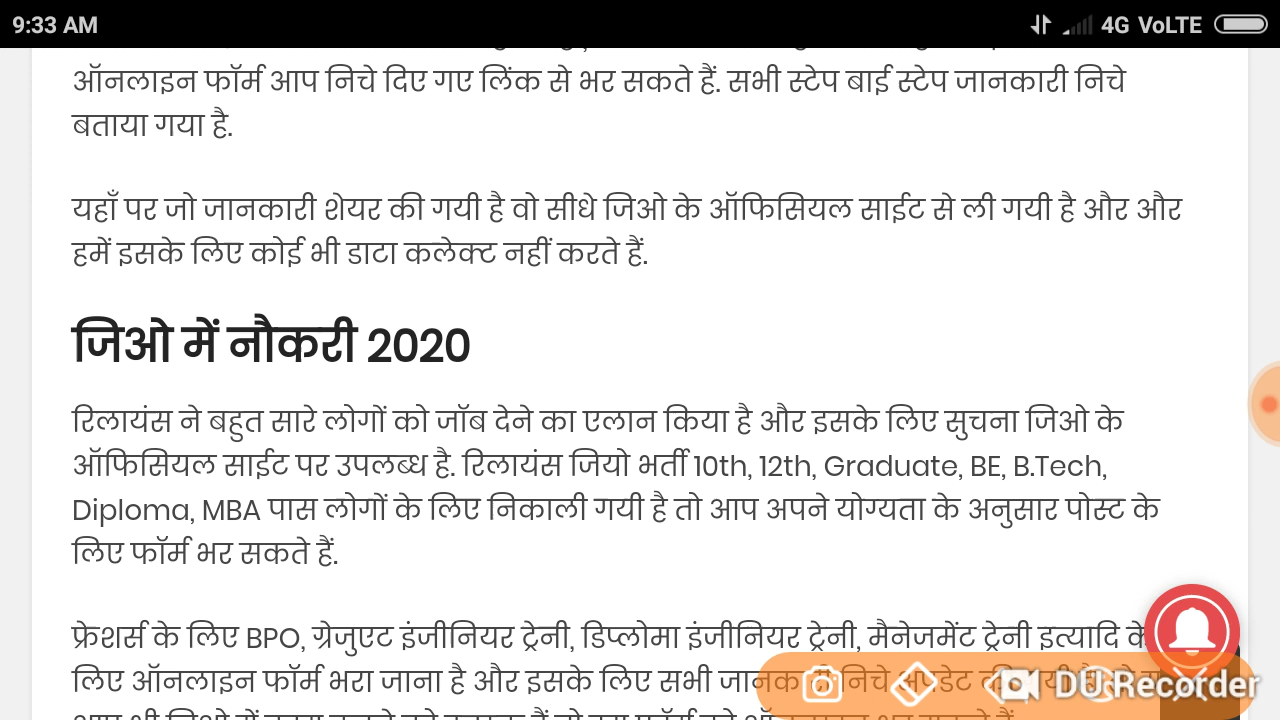 9:33 AM
4G VoLTE
ऑनलाइन फॉर्म आप निचे दिए गए लिंक से भर सकते हैं. सभी स्टेप बाई स्टेप जानकारी निचे
बताया गया है.
यहाँ पर जो जानकारी शेयर की गयी है वो सीधे जिओ के ऑफिसियल साईट से ली गयी है और और
हमें इसके लिए कोई भी डाटा कलेक्ट नहीं करते हैं.
जिओ में नौकरी 2020
रिलायंस ने बहुत सारे लोगों को जॉब देने का एलान किया है और इसके लिए सुचना जिओ के
ऑफिसियल साईट पर उपलब्ध है. रिलायंस जियो भर्ती 10th, 12th, Graduate, BE, B.Tech,
Diploma, MBA पास लोगों के लिए निकाली गयी है तो आप अपने योग्यता के अनुसार पोस्ट के
लिए फॉर्म भर सकते हैं.
फ्रेशर्स के लिए BPO, ग्रेजुएट इंजीनियर ट्रेनी, डिप्लोमा इंजीनियर ट्रेनी, मैनेजमेंट ट्रेनी इत्यादि के
लिए ऑनलाइन फॉर्म भरा जाना है और इसके लिए सभी जानकारी निचे अपडेट
DU Recorder